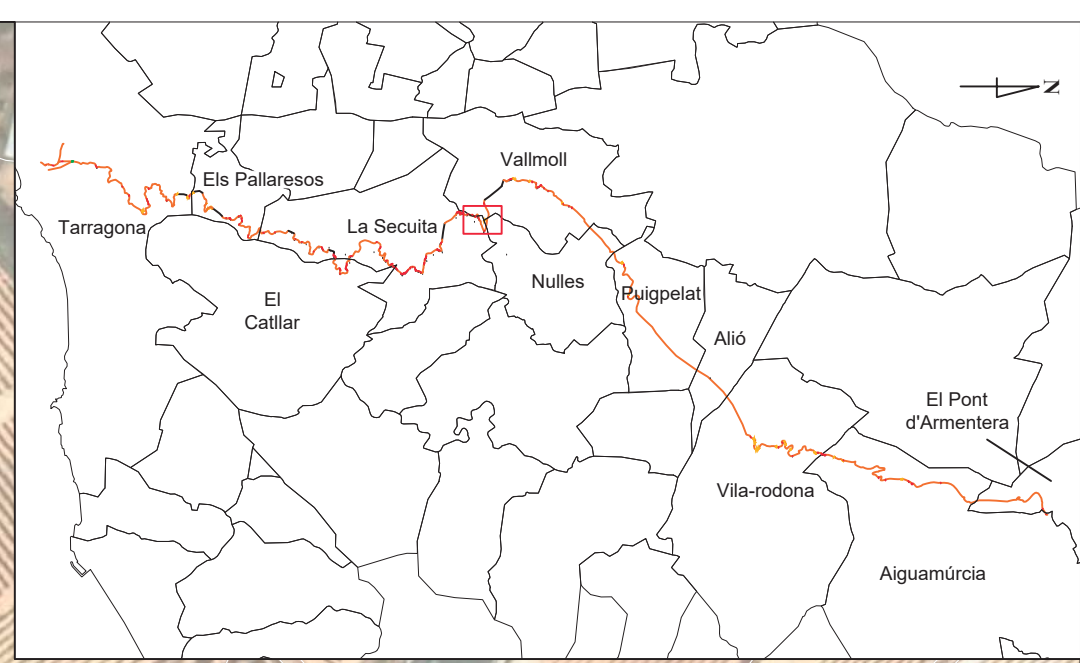 N
Vallmoll
Els Pallaresos
Tarragona
La Secuita
Nulles
Puigpelat
El
Catllar
Alió
El Pont
d'Armentera
Vila-rodona
Aiguamúrcia